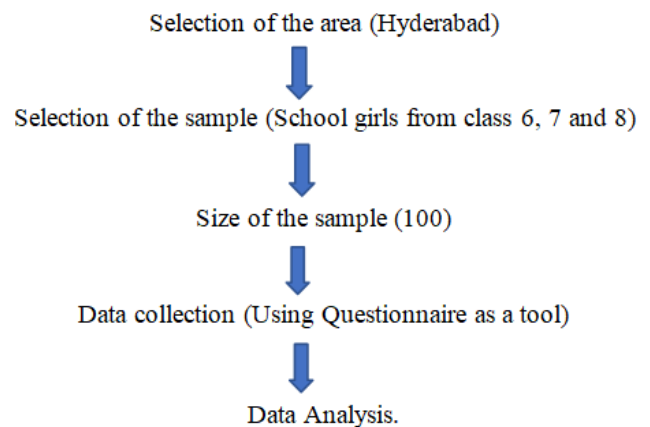 Selection of the area (Hyderabad)
Selection of the sample (School girls from class 6, 7 and 8)
Size of the sample (100)
Data collection (Using Questionnaire as a tool)
Data Analysis.